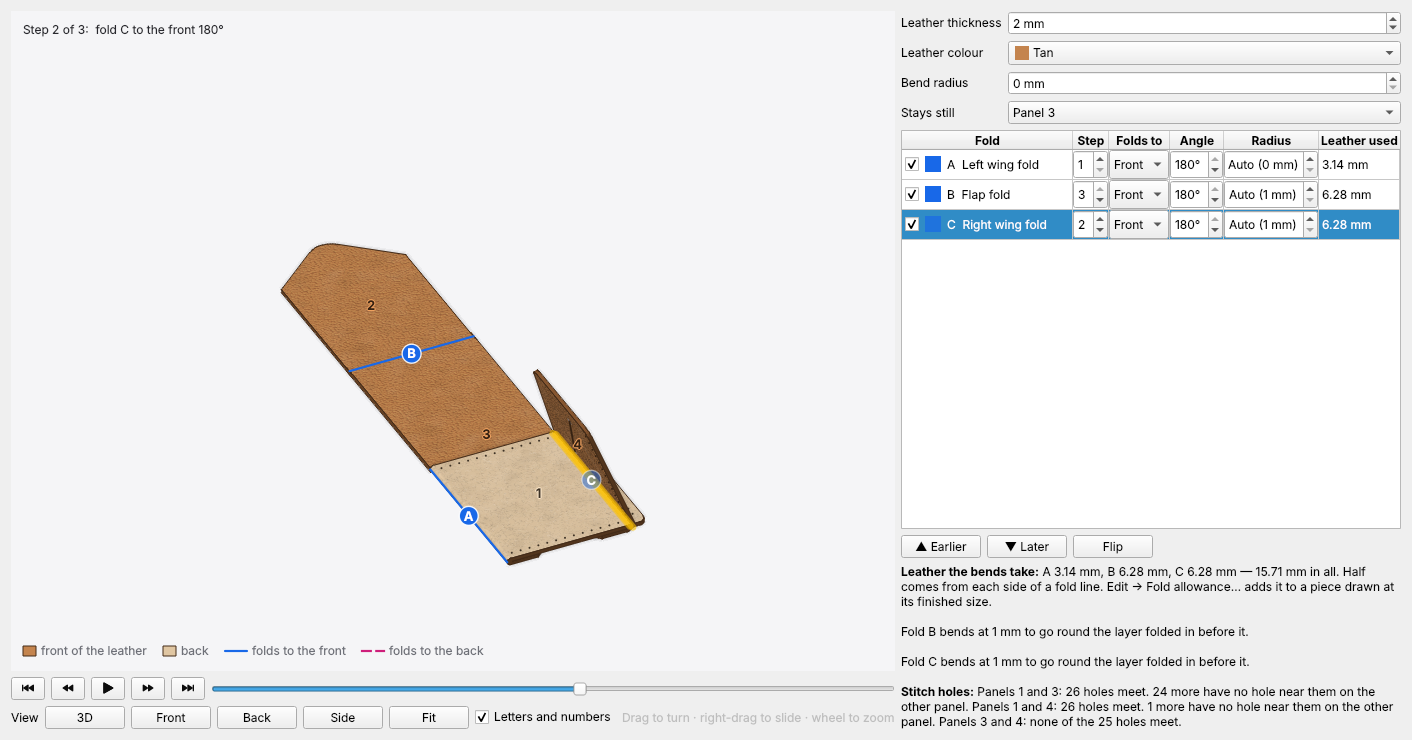 Step 2 of 3:  fold C to the front 180°
2
B
3
4
1
C
A
front of the leather
back
folds to the front
folds to the back
View
3D
Front
Back
Side
Fit
Letters and numbers
Drag to turn · right-drag to slide · wheel to zoom
Leather thickness
2 mm
Leather colour
Tan
Bend radius
0 mm
Stays still
Panel 3
Fold Step Folds to Angle Radius Leather used
A Left wing fold 1 Front 180° Auto (0 mm) 3.14 mm
B Flap fold 3 Front 180° Auto (1 mm) 6.28 mm
C Right wing fold 2 Front 180° Auto (1 mm) 6.28 mm
▲ Earlier
▼ Later
Flip
Leather the bends take: A 3.14 mm, B 6.28 mm, C 6.28 mm — 15.71 mm in all. Half
comes from each side of a fold line. Edit → Fold allowance... adds it to a piece drawn at
its finished size.
Fold B bends at 1 mm to go round the layer folded in before it.
Fold C bends at 1 mm to go round the layer folded in before it.
Stitch holes: Panels 1 and 3: 26 holes meet. 24 more have no hole near them on the
other panel. Panels 1 and 4: 26 holes meet. 1 more have no hole near them on the other
panel. Panels 3 and 4: none of the 25 holes meet.